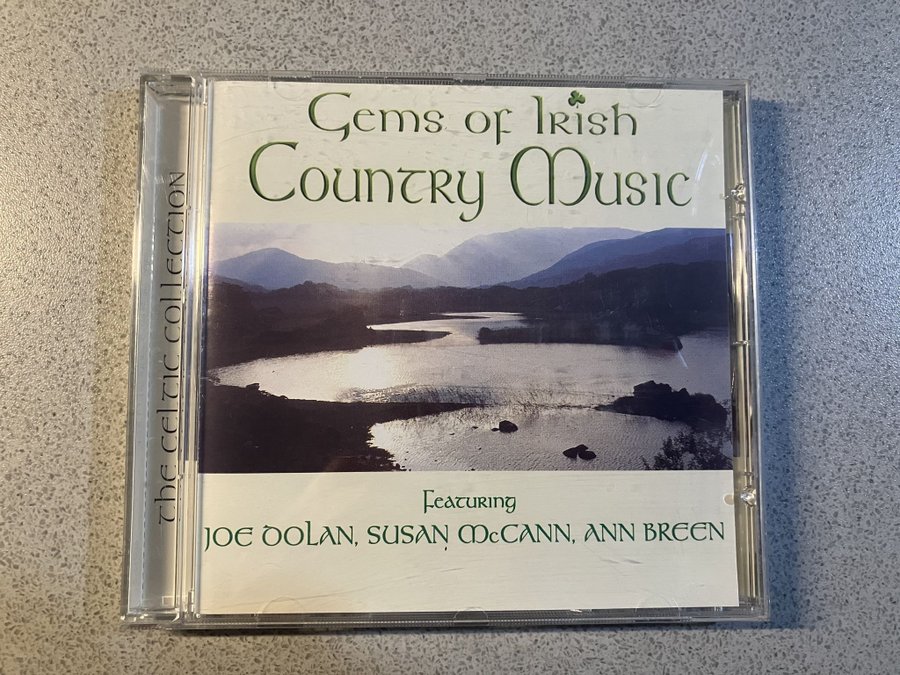 Gems of Irish
Country Music
Featuring
JOE DOLAN, SUSAN McCANN, ANN BREEN
THE CELTIC COLLECTION